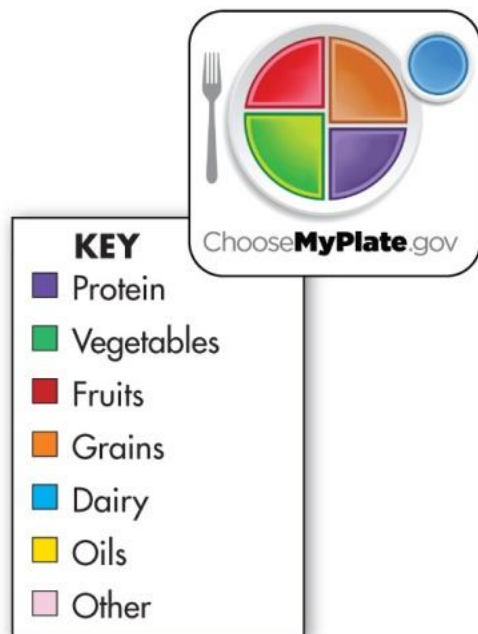 ChooseMyPlate.gov
KEY
Protein
Vegetables
Fruits
Grains
Dairy
Oils
Other